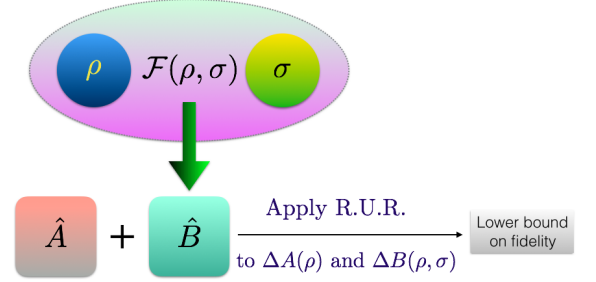 ρ F(ρ, σ) σ
Â + B̂
Apply R.U.R.
to ΔA(ρ) and ΔB(ρ, σ)
Lower bound
on fidelity